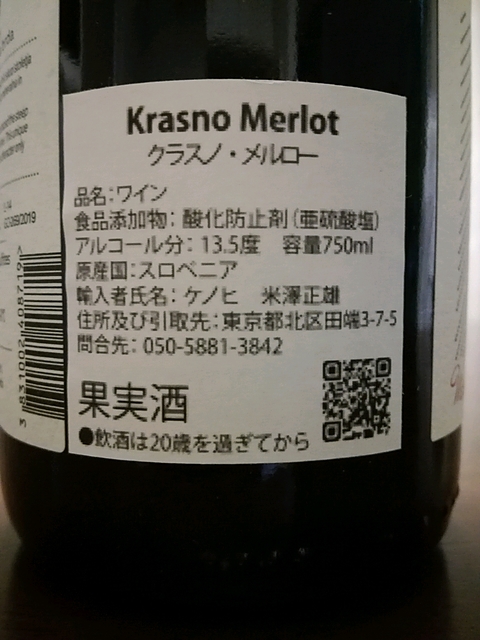 Krasno Merlot
クラスノ・メルロー
品名：ワイン
食品添加物：酸化防止剤（亜硫酸塩）
アルコール分：13.5度 容量750ml
原産国：スロベニア
輸入者氏名：ケノヒ 米澤正雄
住所及び引取先：東京都北区田端3-7-5
問合先：050-5881-3842
果実酒
●飲酒は20歳を過ぎてから
3831002140871